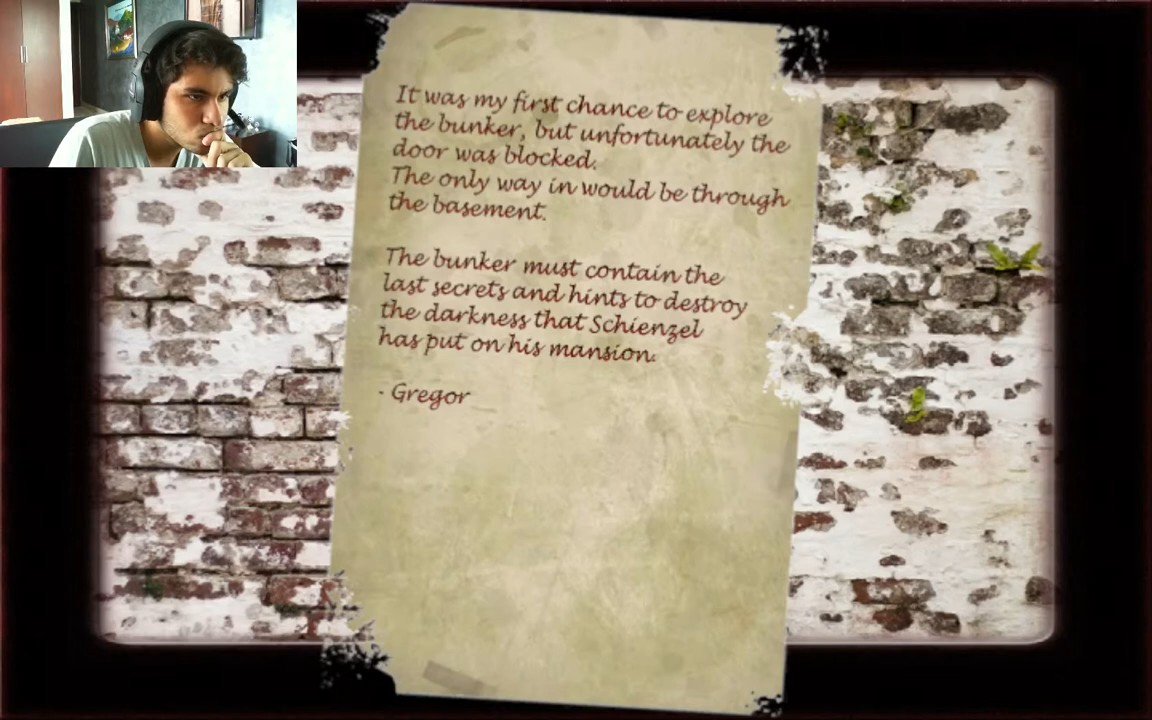 It was my first chance to explore
the bunker, but unfortunately the
door was blocked.
The only way in would be through
the basement.
The bunker must contain the
last secrets and hints to destroy
the darkness that Schienzel
has put on his mansion.
- Gregor